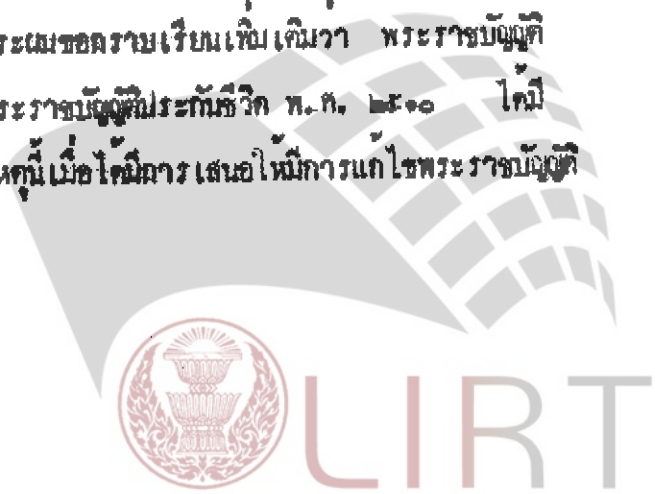 ระผมขอกราบเรียนเพิ่มเติมว่า พระราชบัญญัติ
ระราชบัญญัติประกันชีวิต พ.ศ. ๒๕๑๐ ได้มี
หตุนี้เมื่อได้มีการเสนอให้มีการแก้ไขพระราชบัญญัติ
LIRT